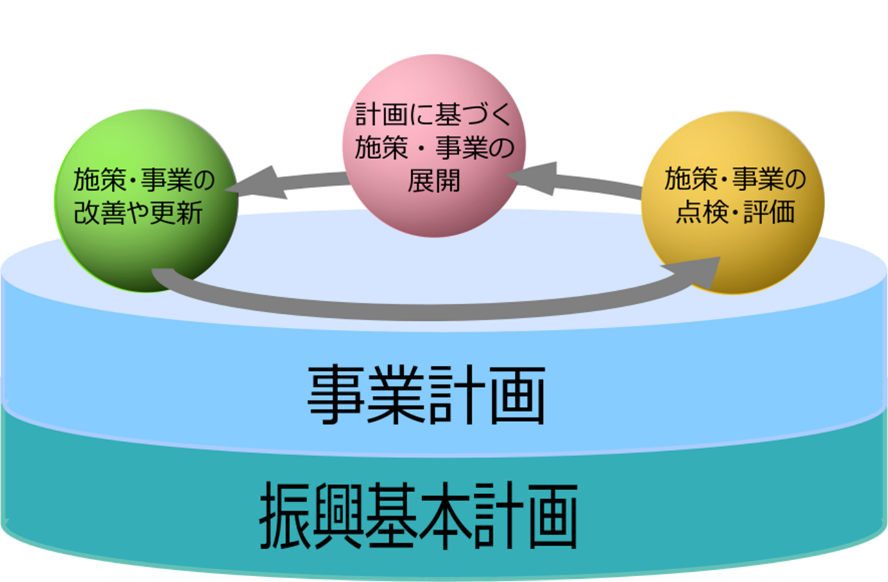 計画に基づく
施策・事業の
展開
施策・事業の
改善や更新
施策・事業の
点検・評価
事業計画
振興基本計画